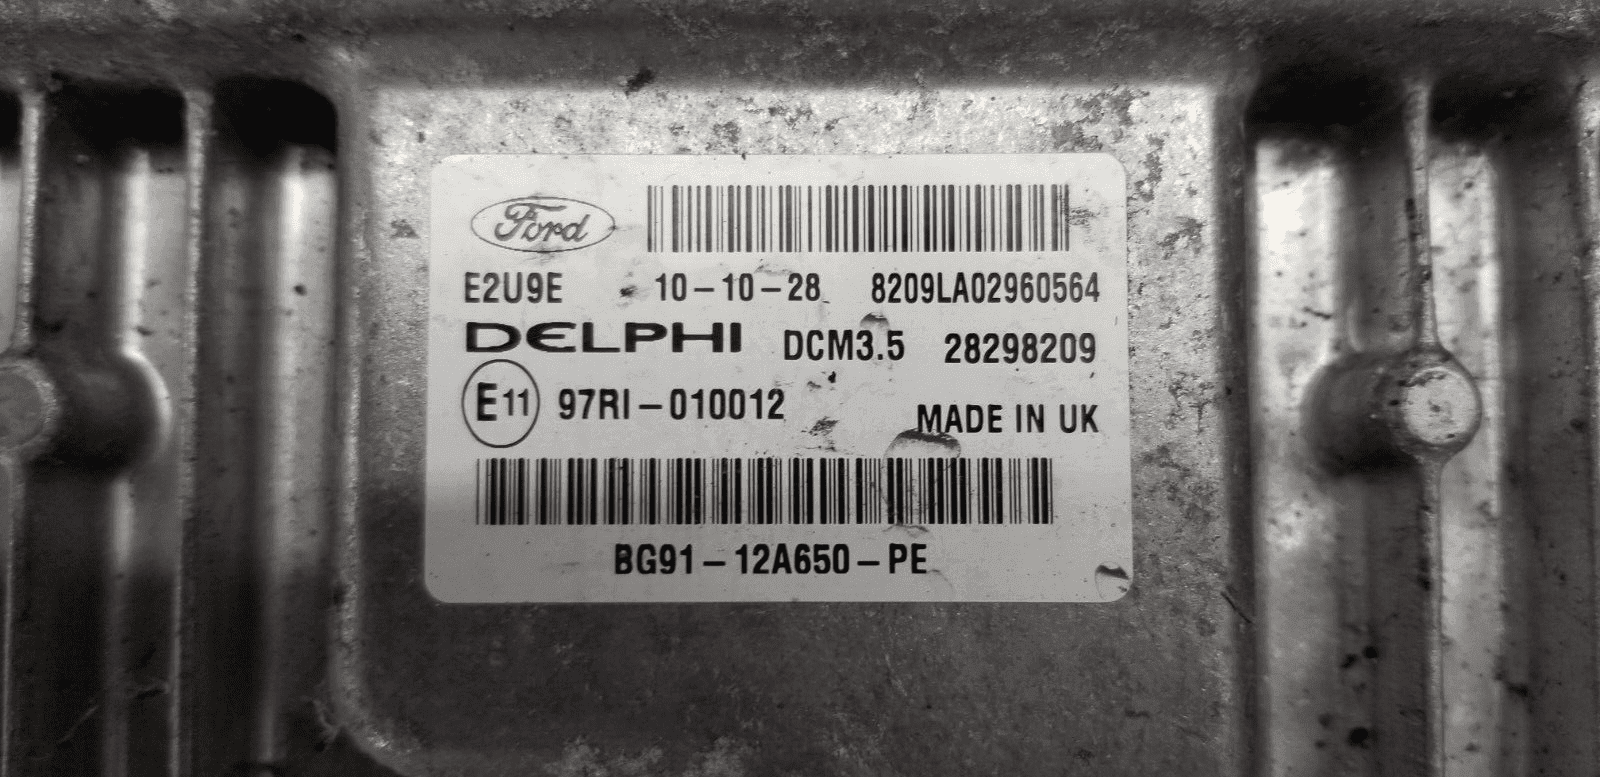 Ford
E2U9E 10-10-28 8209LA02960564
DELPHI DCM3.5 28298209
E11 97RI-010012 MADE IN UK
BG91-12A650-PE